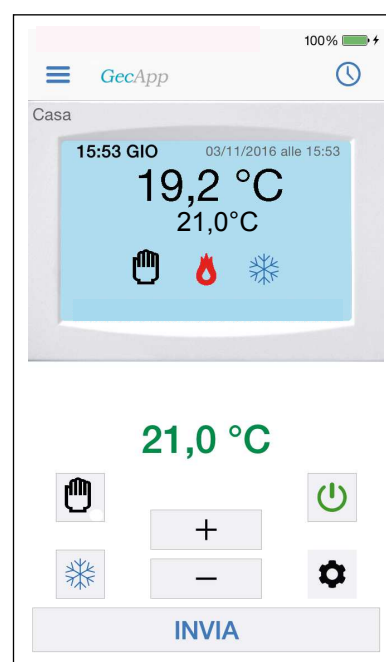 100%
GecApp
Casa
15:53 GIO 03/11/2016 alle 15:53
19,2 °C
21,0°C
21,0 °C
+
−
INVIA